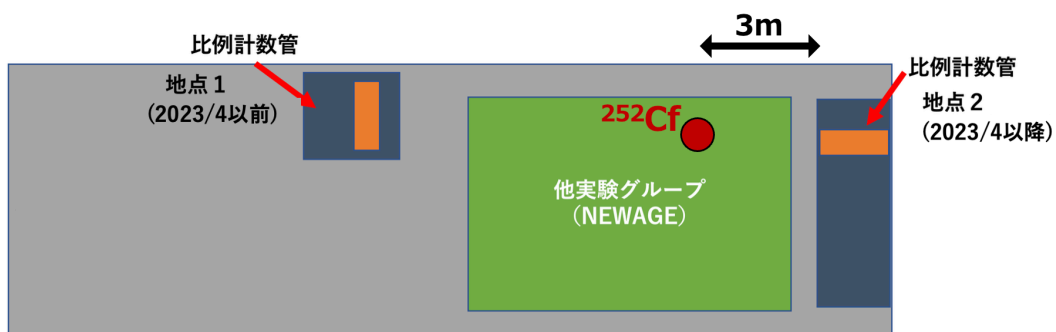 3m
比例計数管
地点１
(2023/4以前)
²⁵²Cf
他実験グループ
（NEWAGE）
比例計数管
地点２
(2023/4以降)